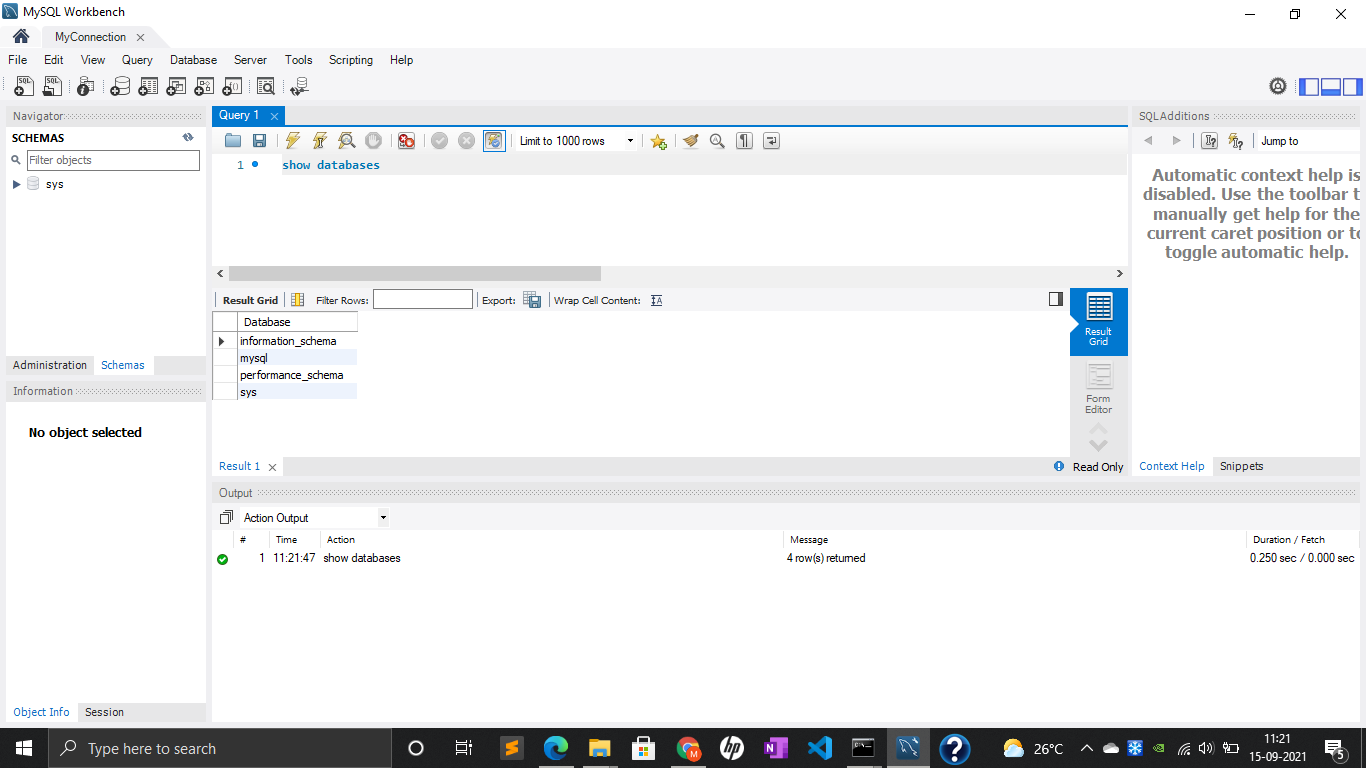 MySQL Workbench
MyConnection
File Edit View Query Database Server Tools Scripting Help
Navigator
SCHEMAS
Filter objects
sys
Administration Schemas
Information
No object selected
Object Info Session
Query 1
Limit to 1000 rows
1 show databases
Result Grid Filter Rows: Export: Wrap Cell Content:
Database
information_schema
mysql
performance_schema
sys
Result Grid
Form Editor
Result 1 Read Only
SQLAdditions
Jump to
Automatic context help is
disabled. Use the toolbar t
manually get help for the
current caret position or to
toggle automatic help.
Context Help Snippets
Output
Action Output
# Time Action Message Duration / Fetch
1 11:21:47 show databases 4 row(s) returned 0.250 sec / 0.000 sec
Type here to search
26°C
11:21
15-09-2021
5